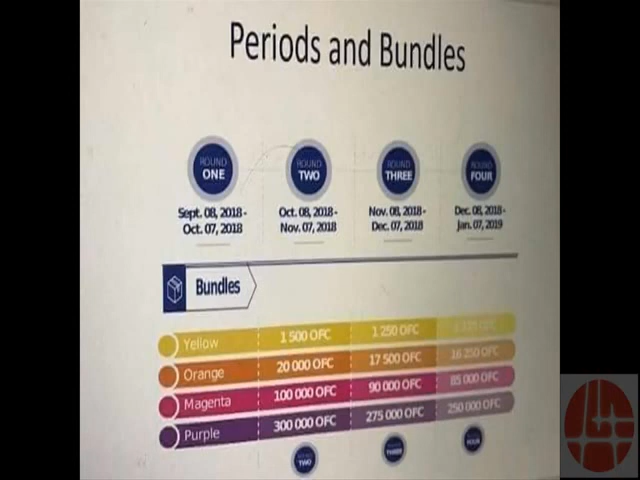 Periods and Bundles
ROUND ONE
ROUND TWO
ROUND THREE
ROUND FOUR
Sept. 08, 2018 -
Oct. 07, 2018
Oct. 08, 2018 -
Nov. 07, 2018
Nov. 08, 2018 -
Dec. 07, 2018
Dec. 08, 2018 -
Jan. 07, 2019
Bundles
Yellow 1 500 OFC 1 250 OFC
Orange 20 000 OFC 17 500 OFC 16 250 OFC
Magenta 100 000 OFC 90 000 OFC 85 000 OFC
Purple 300 000 OFC 275 000 OFC 250 000 OFC
ROUND TWO
ROUND THREE
ROUND FOUR